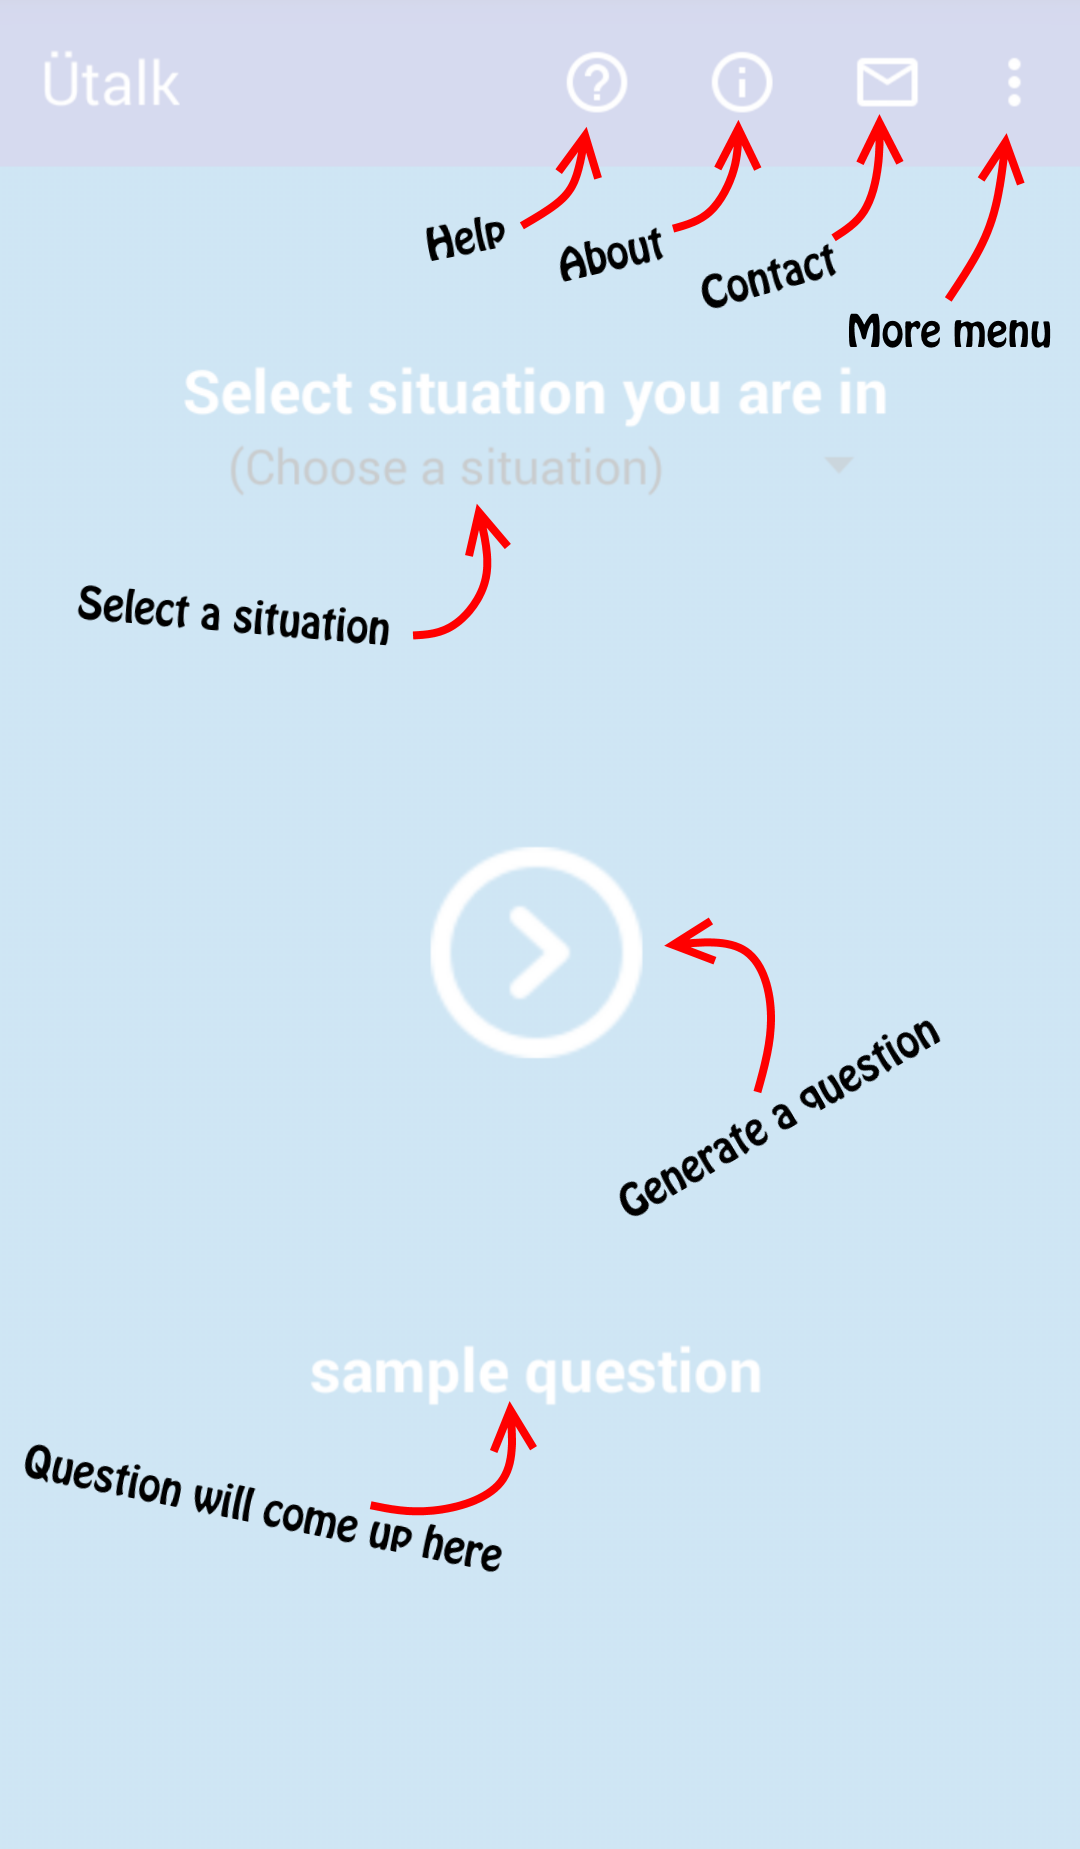 Ütalk
Help
About
Contact
More menu
Select situation you are in
(Choose a situation)
Select a situation
Generate a question
sample question
Question will come up here